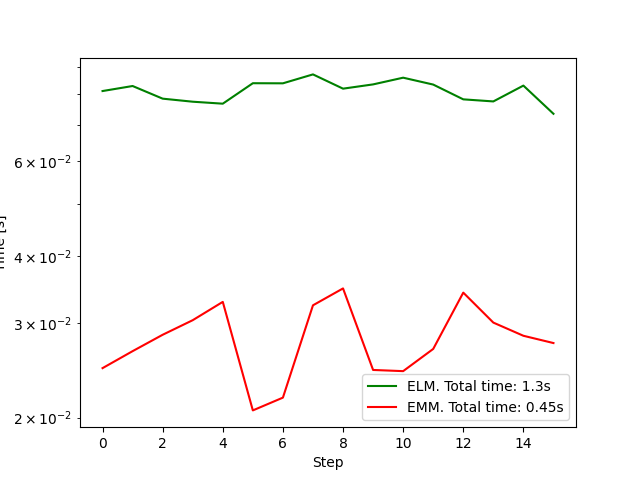 6 × 10⁻²
4 × 10⁻²
3 × 10⁻²
2 × 10⁻²
[s]
0 2 4 6 8 10 12 14
Step
ELM. Total time: 1.3s
EMM. Total time: 0.45s